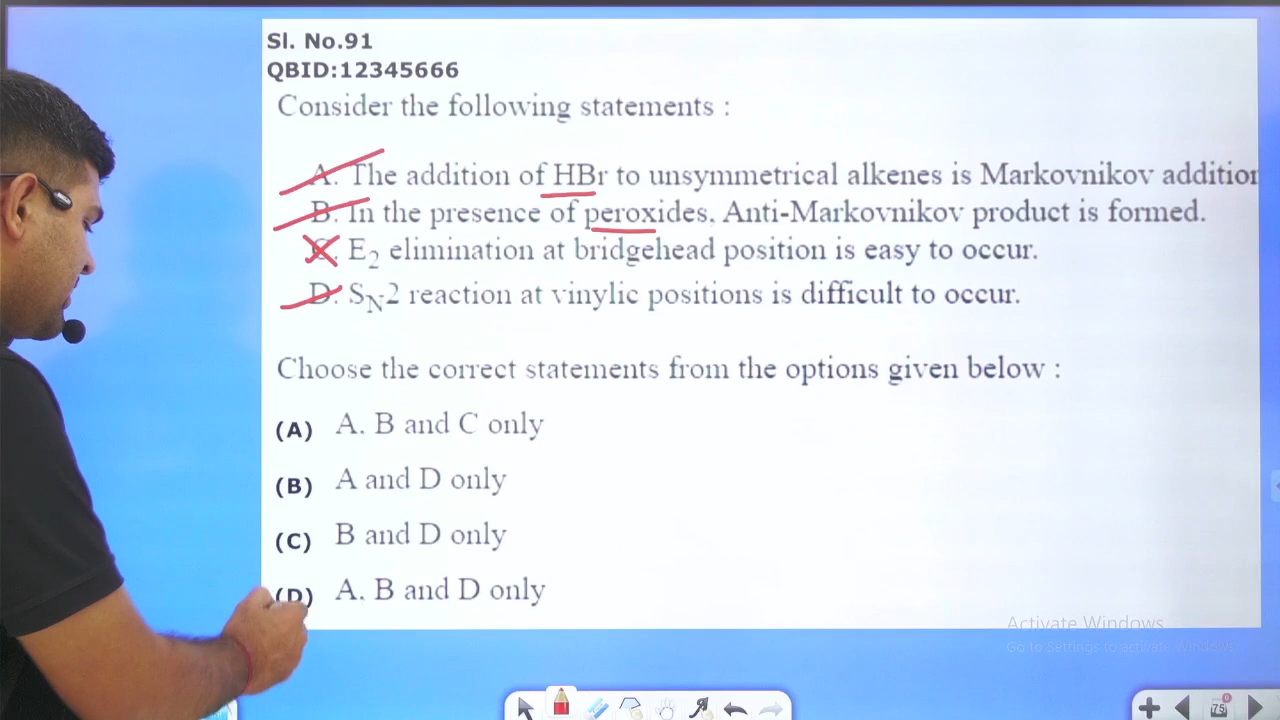 Sl. No.91
QBID:12345666
Consider the following statements :
A. The addition of HBr to unsymmetrical alkenes is Markovnikov addition
B. In the presence of peroxides. Anti-Markovnikov product is formed.
C. E₂ elimination at bridgehead position is easy to occur.
D. S_N2 reaction at vinylic positions is difficult to occur.
Choose the correct statements from the options given below :
(A) A. B and C only
(B) A and D only
(C) B and D only
(D) A. B and D only
Activate Windows
Go to Settings to activate Windows.
75
6